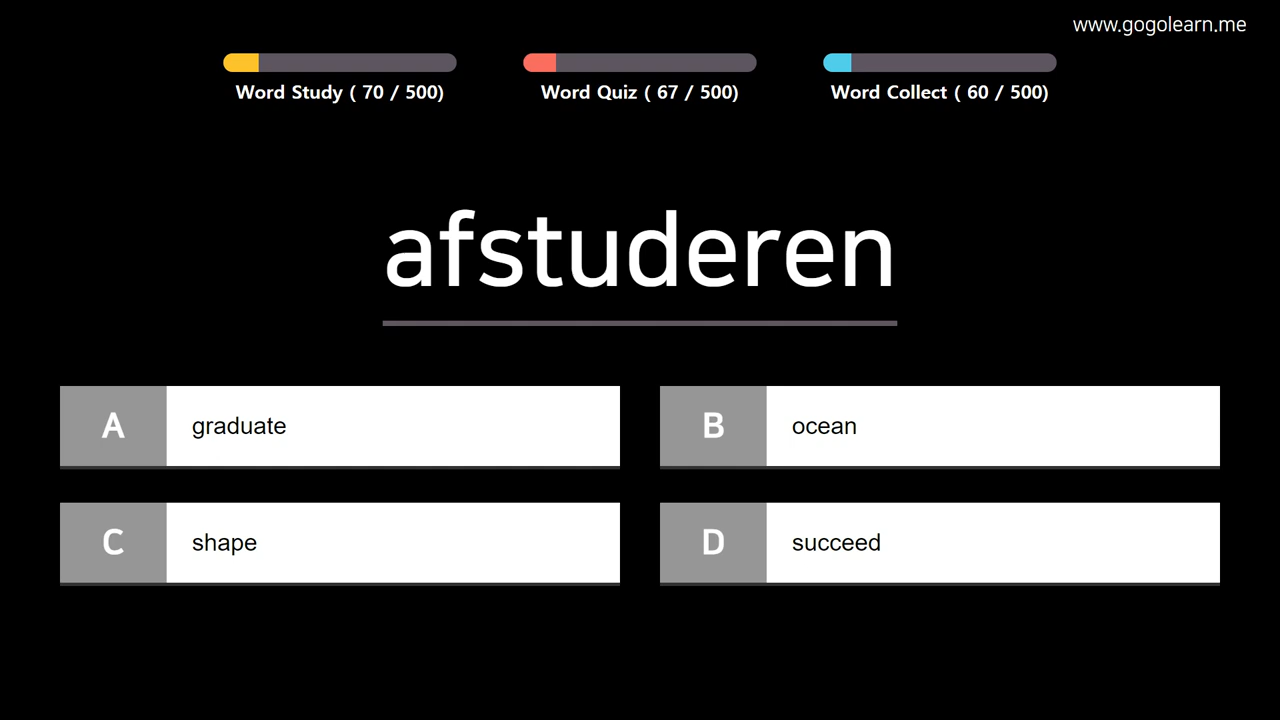 www.gogolearn.me
Word Study ( 70 / 500)
Word Quiz ( 67 / 500)
Word Collect ( 60 / 500)
afstuderen
A graduate
B ocean
C shape
D succeed